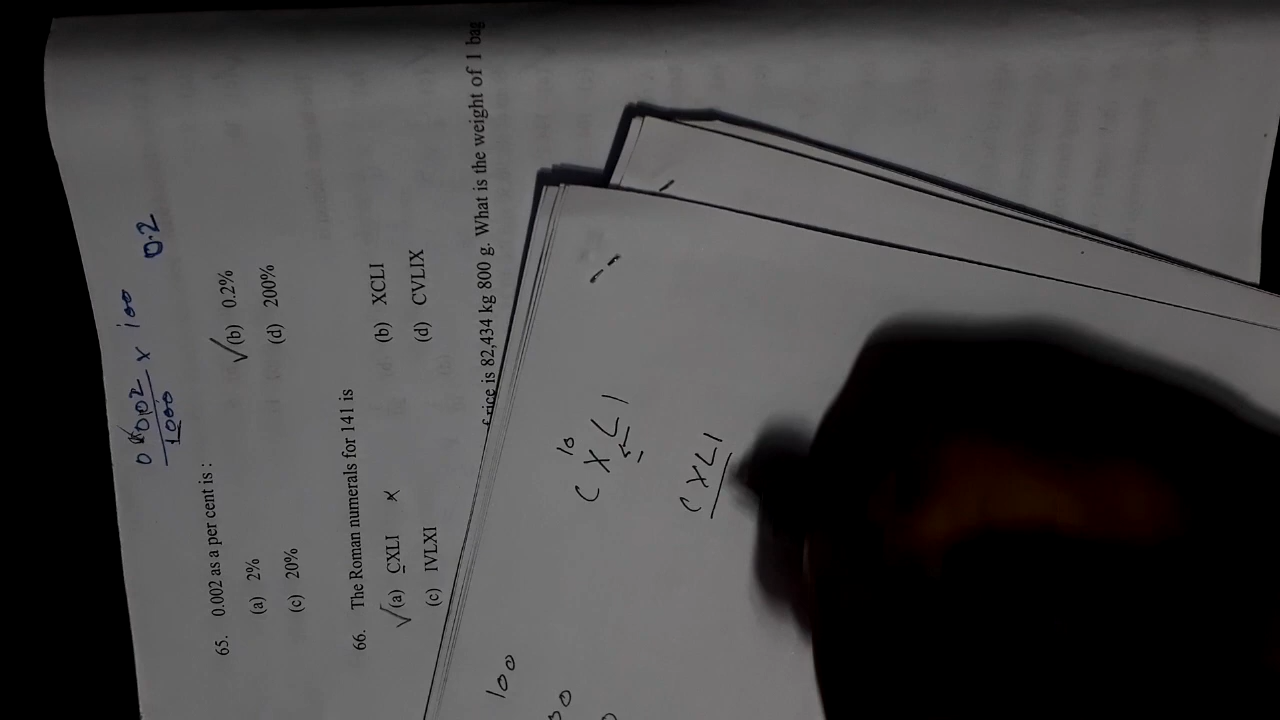 0.002 x 100
1000
0.2
65. 0.002 as a per cent is :
(a) 2% √(b) 0.2%
(c) 20% (d) 200%
66. The Roman numerals for 141 is
√(a) CXLI x (b) XCLI
(c) IVLXI (d) CVLIX
rice is 82,434 kg 800 g. What is the weight of 1 bag
100
10
CXLI
CXLI